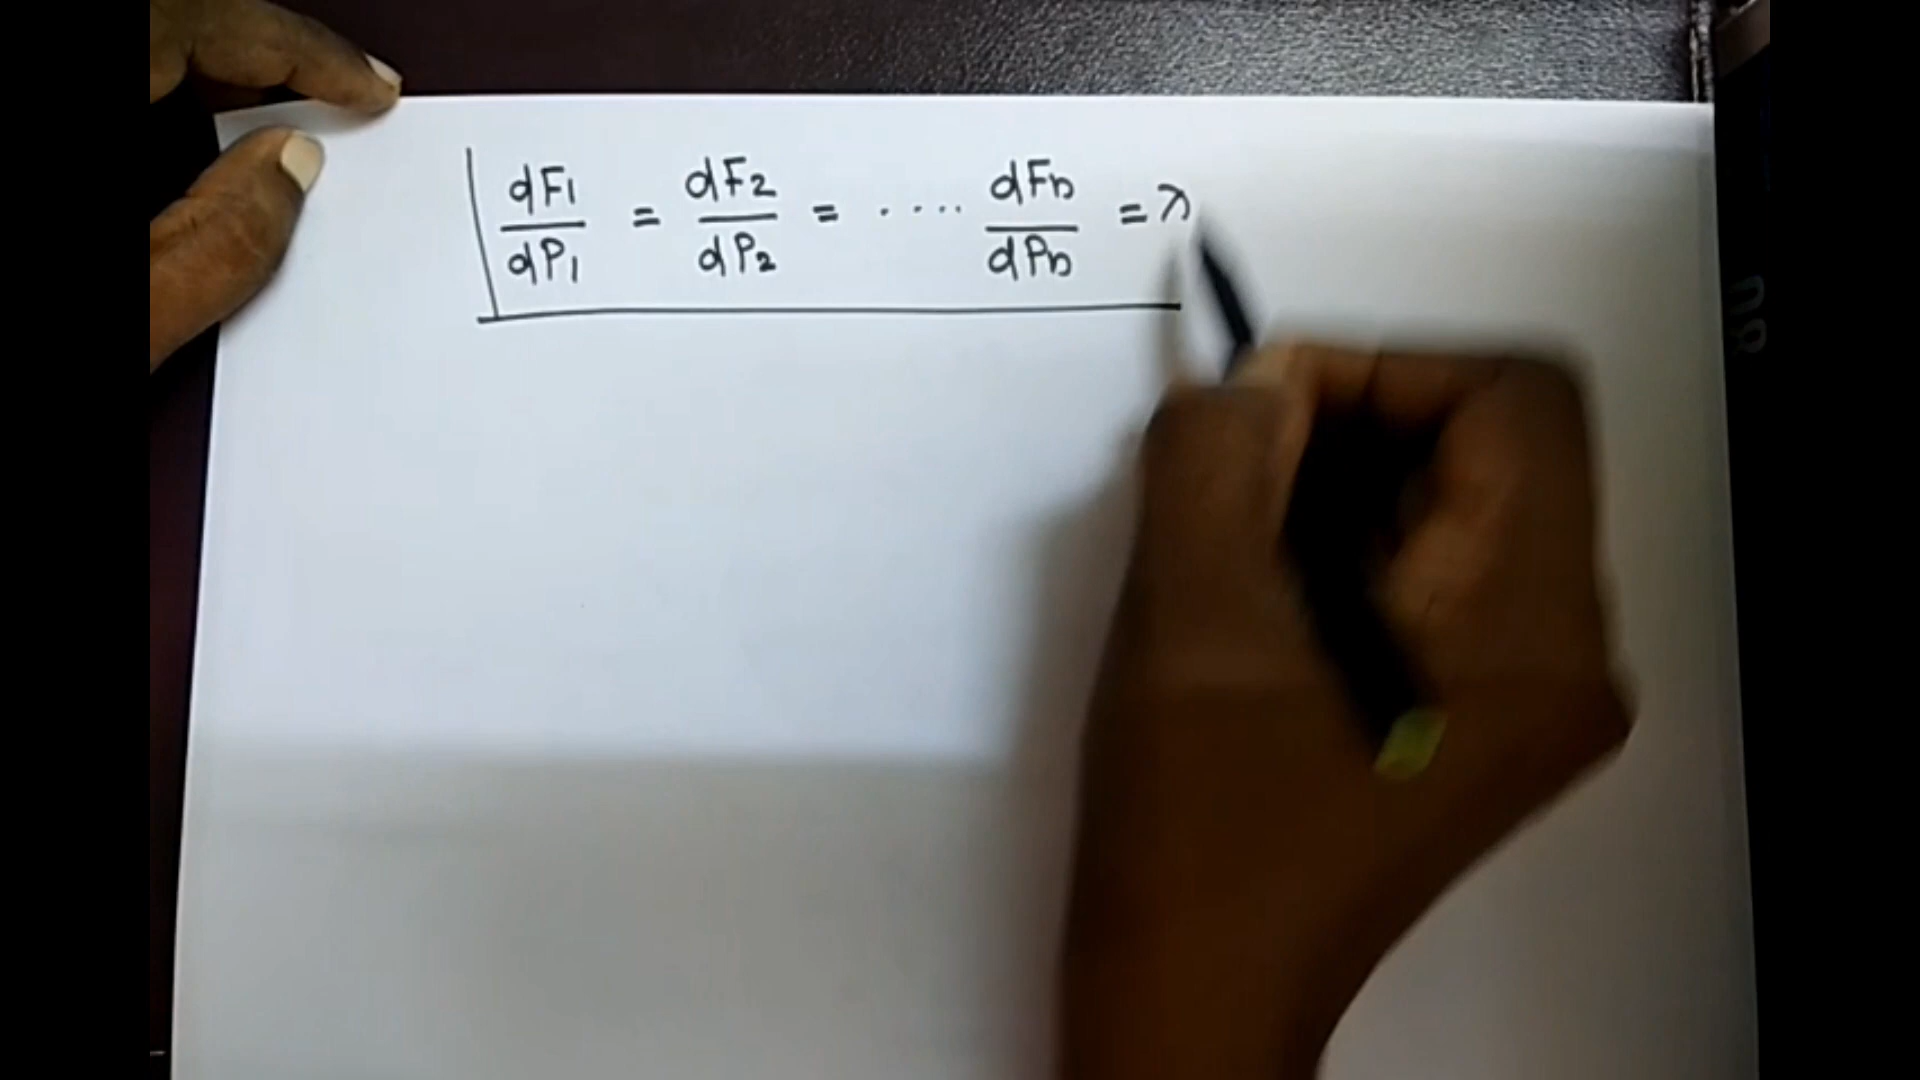 dF1/dP1 = dF2/dP2 = .... dFn/dPn = λ